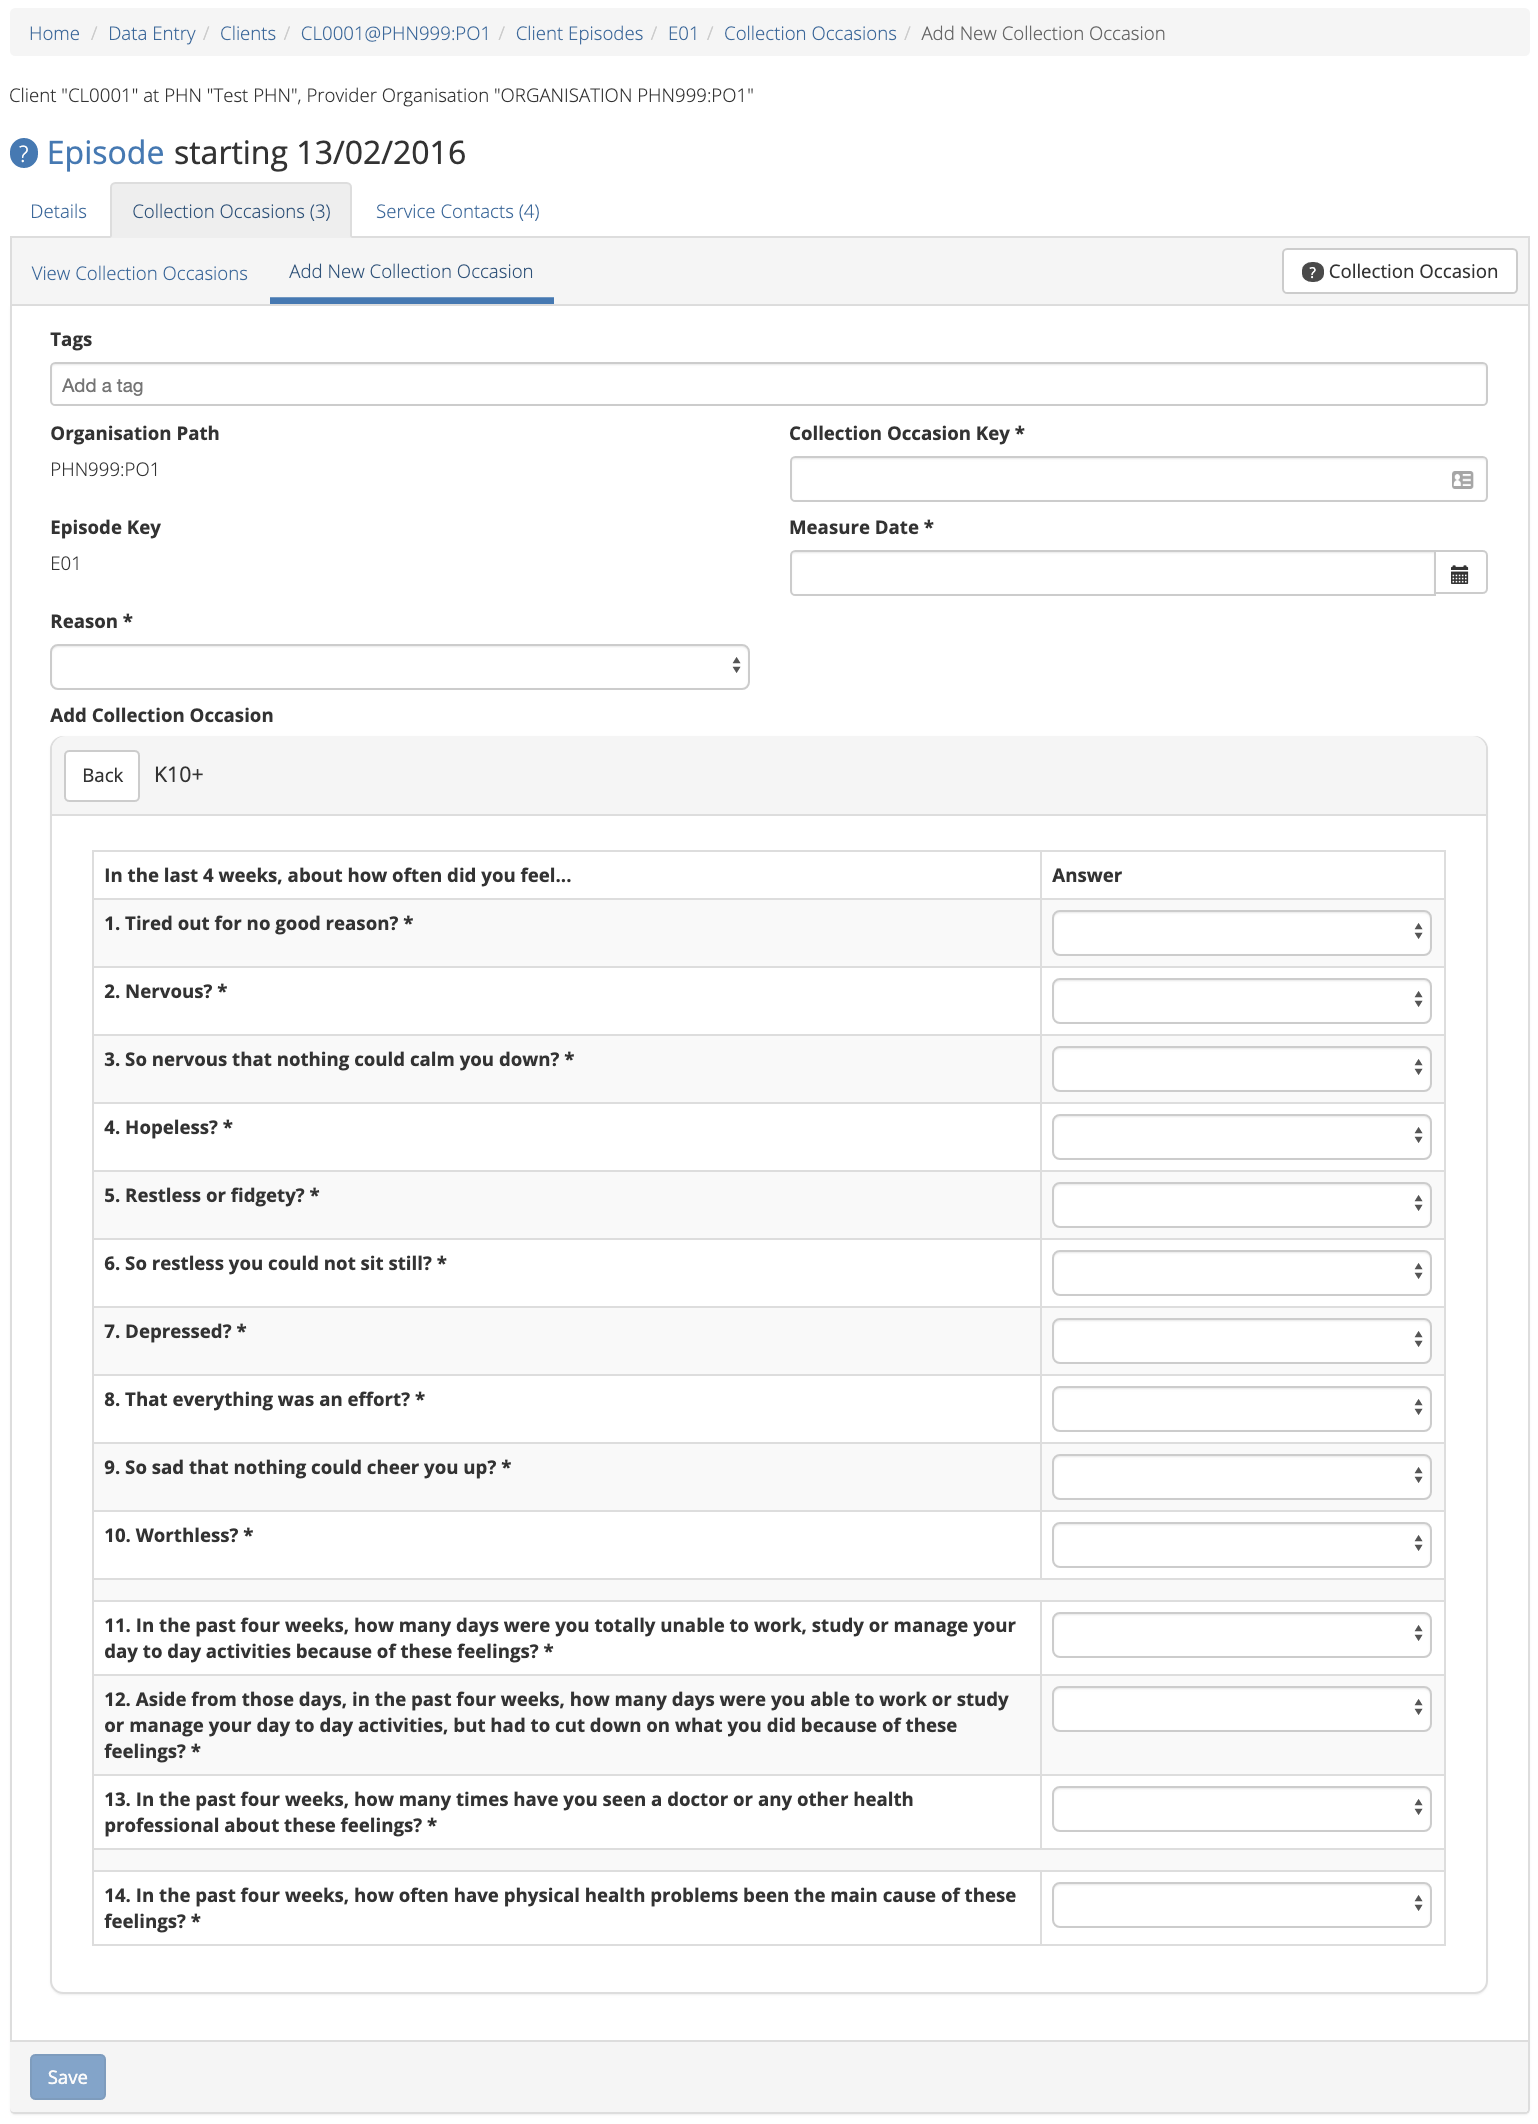 Home / Data Entry / Clients / CL0001@PHN999:PO1 / Client Episodes / E01 / Collection Occasions / Add New Collection Occasion
Client "CL0001" at PHN "Test PHN", Provider Organisation "ORGANISATION PHN999:PO1"
? Episode starting 13/02/2016
Details Collection Occasions (3) Service Contacts (4)
View Collection Occasions Add New Collection Occasion ? Collection Occasion
Tags
Add a tag
Organisation Path Collection Occasion Key *
PHN999:PO1
Episode Key Measure Date *
E01
Reason *
Add Collection Occasion
Back K10+
In the last 4 weeks, about how often did you feel... Answer
1. Tired out for no good reason? *
2. Nervous? *
3. So nervous that nothing could calm you down? *
4. Hopeless? *
5. Restless or fidgety? *
6. So restless you could not sit still? *
7. Depressed? *
8. That everything was an effort? *
9. So sad that nothing could cheer you up? *
10. Worthless? *
11. In the past four weeks, how many days were you totally unable to work, study or manage your
day to day activities because of these feelings? *
12. Aside from those days, in the past four weeks, how many days were you able to work or study
or manage your day to day activities, but had to cut down on what you did because of these
feelings? *
13. In the past four weeks, how many times have you seen a doctor or any other health
professional about these feelings? *
14. In the past four weeks, how often have physical health problems been the main cause of these
feelings? *
Save